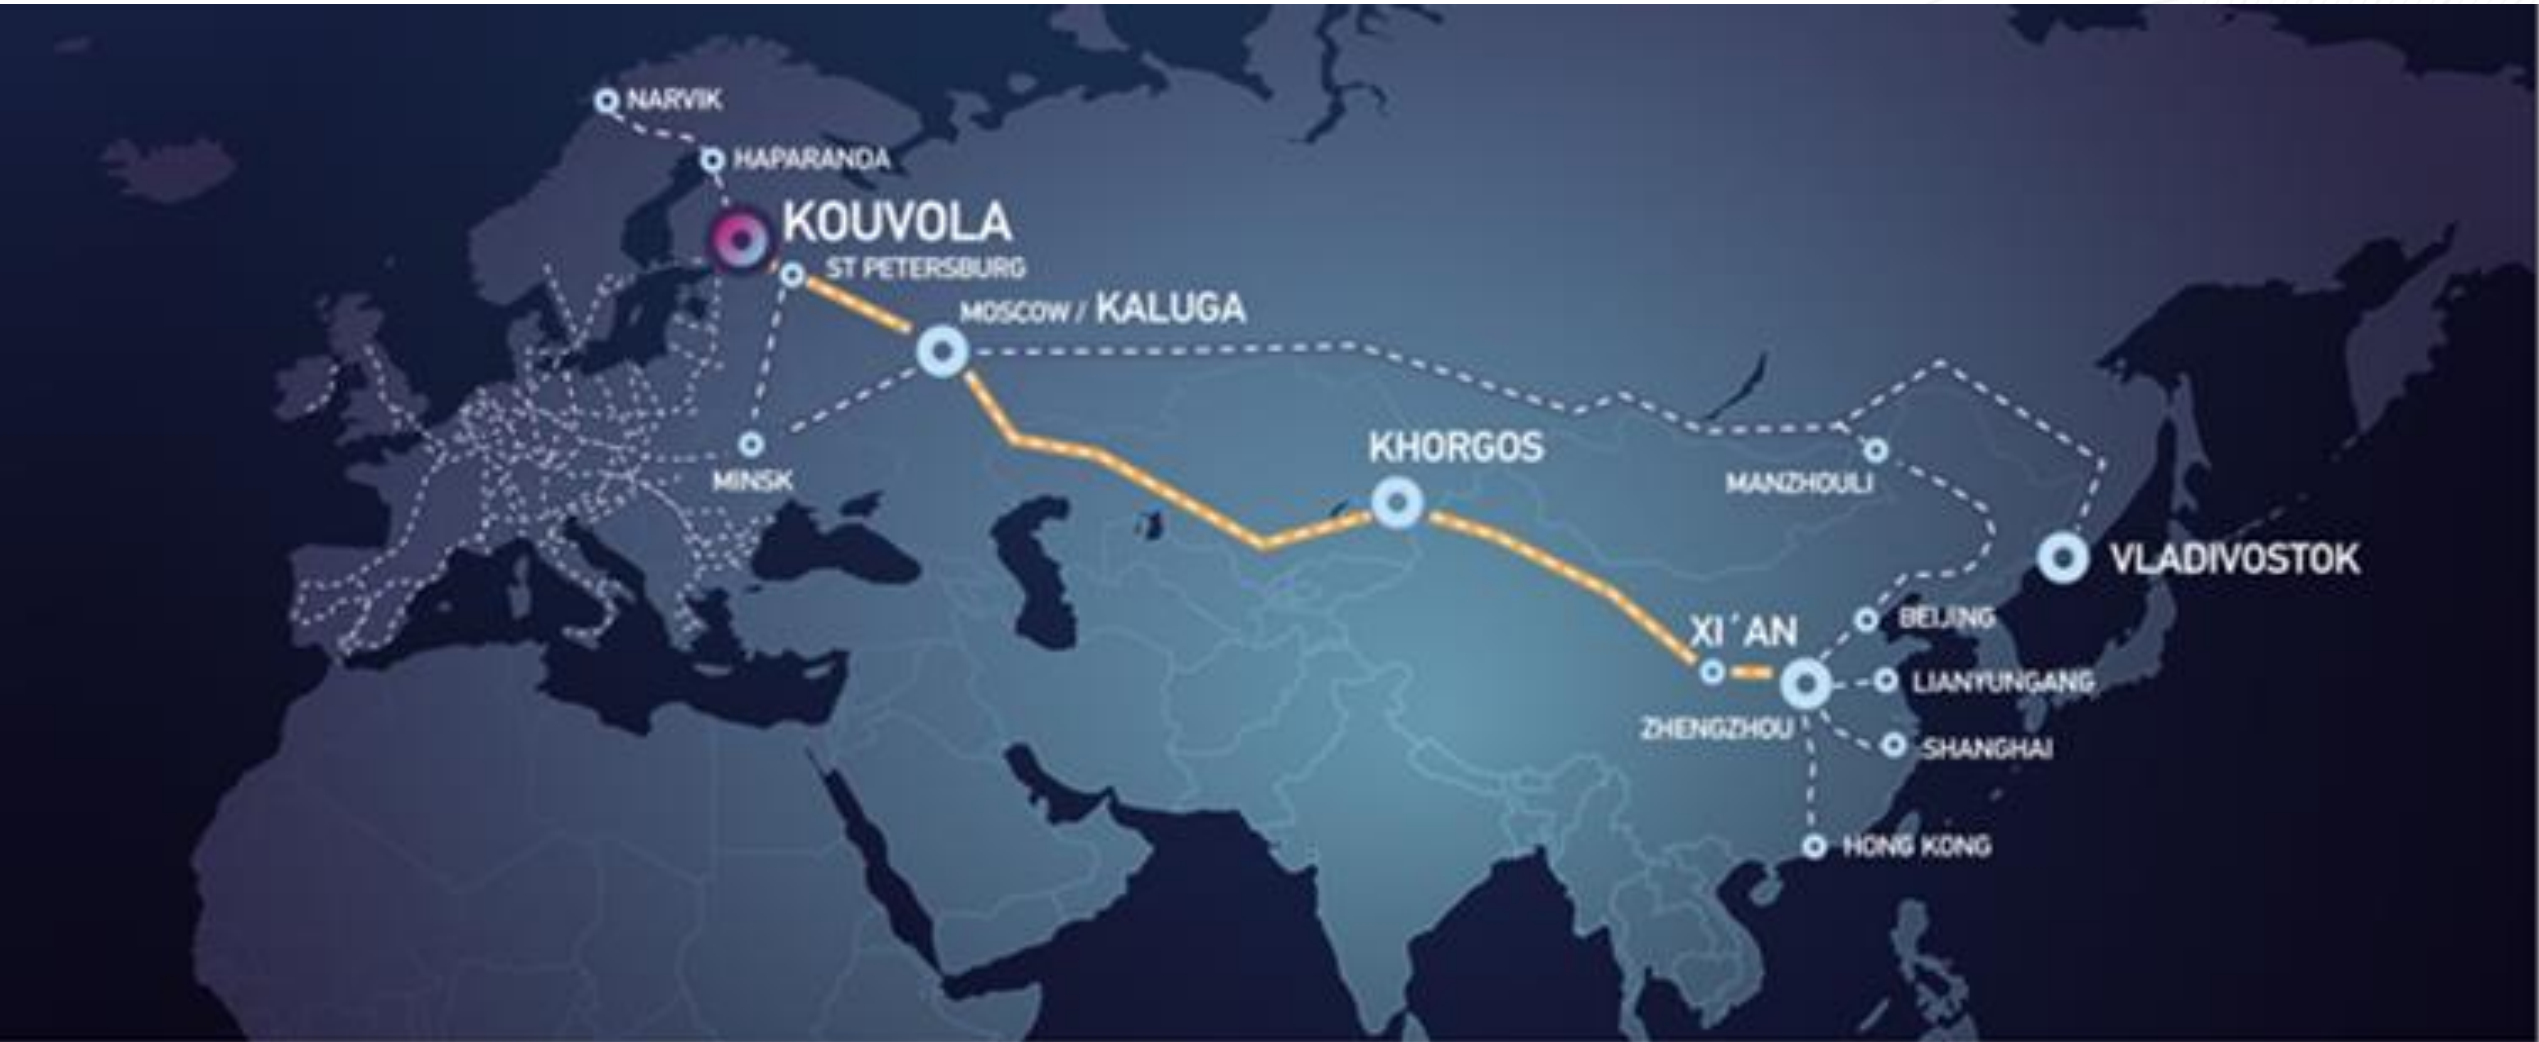 NARVIK
HAPARANDA
KOUVOLA
ST PETERSBURG
MOSCOW / KALUGA
KHORGOS
MINSK
MANZHOULI
VLADIVOSTOK
XI´AN
BEIJING
LIANYUNGANG
ZHENGZHOU
SHANGHAI
HONG KONG